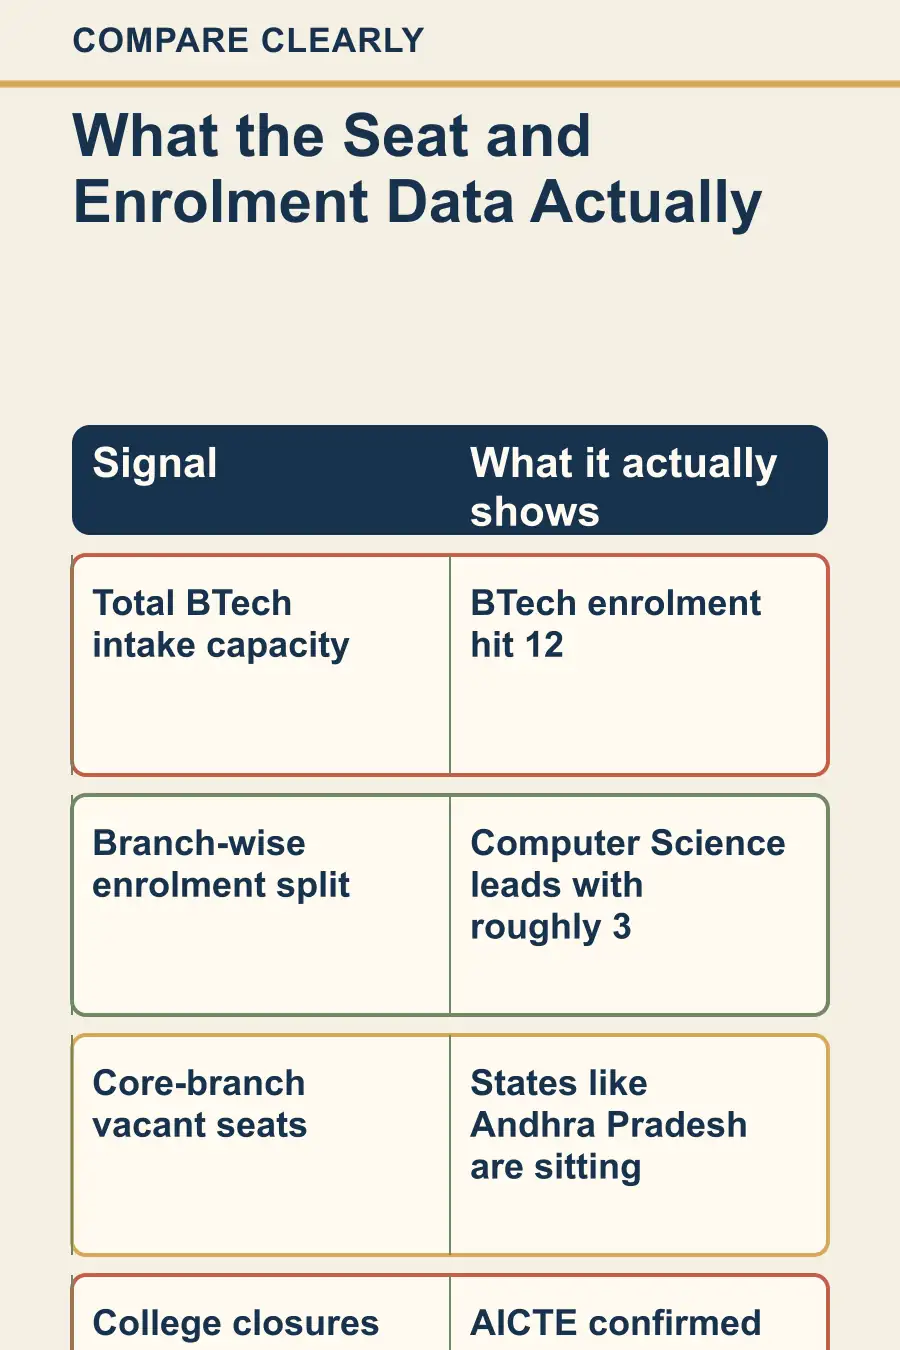 COMPARE CLEARLY
What the Seat and
Enrolment Data Actually
Signal
What it actually
shows
Total BTech
intake capacity
BTech enrolment
hit 12
Branch-wise
enrolment split
Computer Science
leads with
roughly 3
Core-branch
vacant seats
States like
Andhra Pradesh
are sitting
College closures
AICTE confirmed